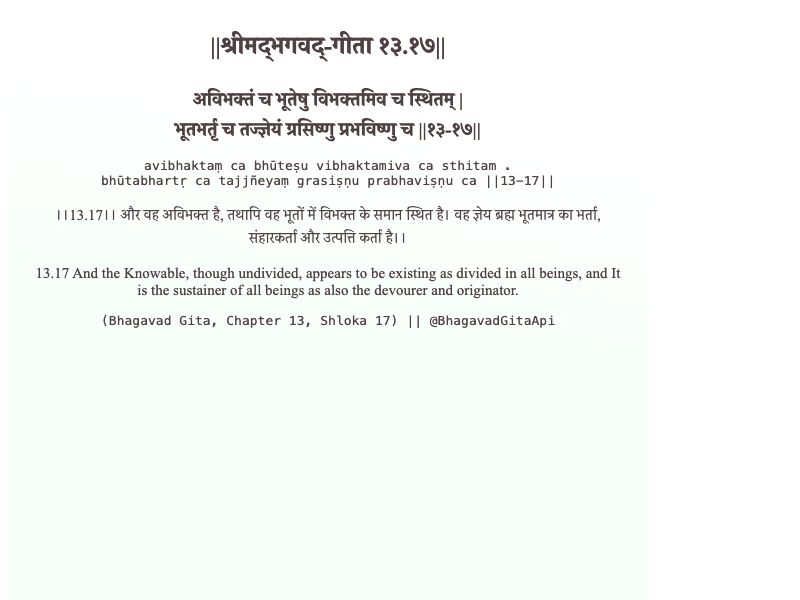 ||श्रीमद्‍भगवद्-गीता १३.१७||
अविभक्तं च भूतेषु विभक्तमिव च स्थितम् |
भूतभर्तृ च तज्ज्ञेयं ग्रसिष्णु प्रभविष्णु च ||१३-१७||
avibhaktaṃ ca bhūteṣu vibhaktamiva ca sthitam .
bhūtabhartṛ ca tajjñeyaṃ grasiṣṇu prabhaviṣṇu ca ||13-17||
।।13.17।। और वह अविभक्त है, तथापि वह भूतों में विभक्त के समान स्थित है। वह ज्ञेय ब्रह्म भूतमात्र का भर्ता,
संहारकर्ता और उत्पत्ति कर्ता है।।
13.17 And the Knowable, though undivided, appears to be existing as divided in all beings, and It
is the sustainer of all beings as also the devourer and originator.
(Bhagavad Gita, Chapter 13, Shloka 17) || @BhagavadGitaApi